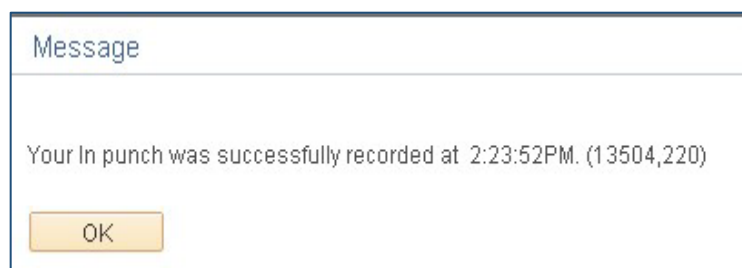 Message
Your In punch was successfully recorded at 2:23:52PM. (13504,220)
OK